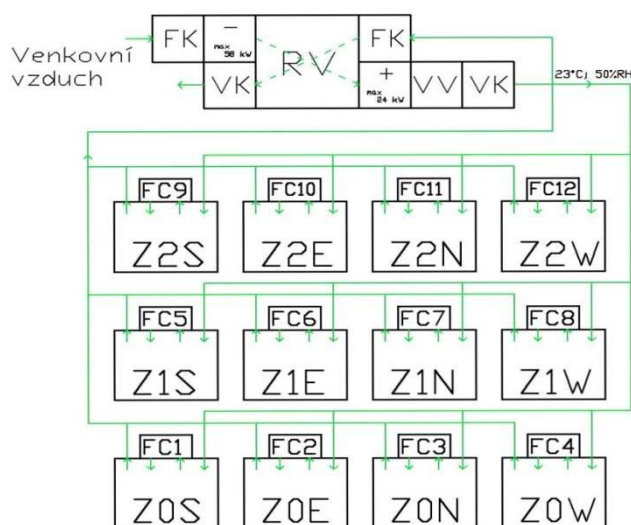 FK - FK
max
98 kW
Venkovní
vzduch
RV
VK + VV VK
max
24 kW
23°C; 50%RH
FC9 FC10 FC11 FC12
Z2S Z2E Z2N Z2W
FC5 FC6 FC7 FC8
Z1S Z1E Z1N Z1W
FC1 FC2 FC3 FC4
Z0S Z0E Z0N Z0W